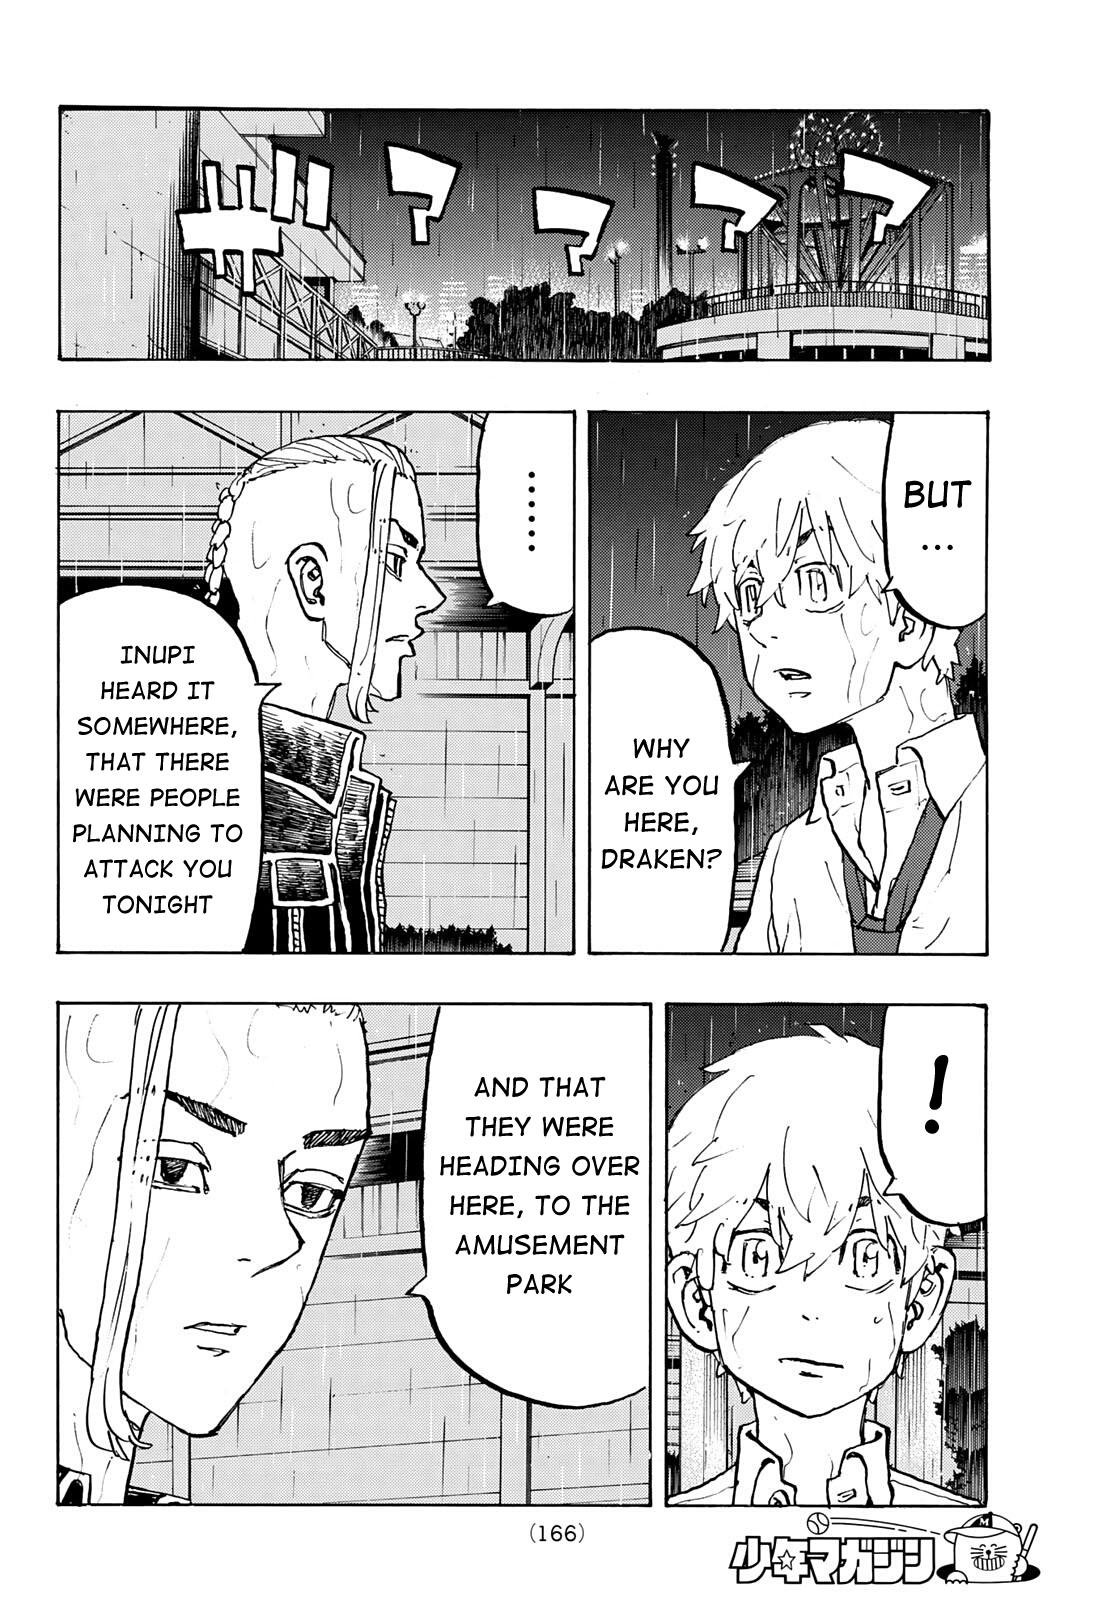 ザァァァァ
BUT
...
WHY
ARE YOU
HERE,
DRAKEN?
.....
INUPI
HEARD IT
SOMEWHERE,
THAT THERE
WERE PEOPLE
PLANNING TO
ATTACK YOU
TONIGHT
!
AND THAT
THEY WERE
HEADING OVER
HERE, TO THE
AMUSEMENT
PARK
(166)
少年マガジン
M